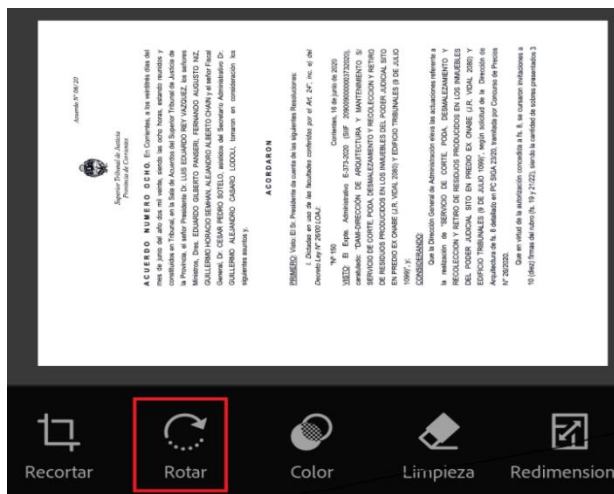 Acuerdo Nº 08/20
Superior Tribunal de Justicia
Provincia de Corrientes
ACUERDO NUMERO OCHO. En Corrientes, a los veintitrés días del
mes de junio del año dos mil veinte, siendo las ocho horas, estando reunidos y
constituidos en Tribunal, en la Sala de Acuerdos del Superior Tribunal de Justicia de
la Provincia, el señor Presidente Dr. LUIS EDUARDO REY VAZQUEZ, los señores
Ministros, Dres. EDUARDO GILBERTO PANSERI, FERNANDO AUGUSTO NIZ,
GUILLERMO HORACIO SEMHAN, ALEJANDRO ALBERTO CHAIN y el señor Fiscal
General, Dr. CESAR PEDRO SOTELO, asistidos del Secretario Administrativo Dr.
GUILLERMO ALEJANDRO CASARO LODOLI, tomaron en consideración los
siguientes asuntos y,
ACORDARON
PRIMERO: Visto: El Sr. Presidente da cuenta de las siguientes Resoluciones:
I. Dictadas en uso de las facultades conferidas por el Art. 24°, inc. e) del
Decreto Ley N° 26/00 LOAJ:
"N° 150 Corrientes, 16 de junio de 2020
VISTO: El Expte. Administrativo E-373-2020 (SIIF
caratulado: "DAM-DIRECCIÓN DE ARQUITECTURA Y MANTENIMIENTO S/
SERVICIO DE CORTE, PODA, DESMALEZAMIENTO Y RECOLECCION Y RETIRO
DE RESIDUOS PRODUCIDOS EN LOS INMUEBLES DEL PODER JUDICIAL SITO
EN PREDIO EX ONABE (J.R. VIDAL 2080) Y EDIFICIO TRIBUNALES (9 DE JULIO
1099)", y;
CONSIDERANDO:
Que la Dirección General de Administración eleva las actuaciones referente a
la realización de "SERVICIO DE CORTE, PODA, DESMALEZAMIENTO Y
RECOLECCION Y RETIRO DE RESIDUOS PRODUCIDOS EN LOS INMUEBLES
DEL PODER JUDICIAL SITO EN PREDIO EX ONABE (J.R. VIDAL 2080) Y
EDIFICIO TRIBUNALES (9 DE JULIO 1099)", según solicitud de la Dirección de
Arquitectura de fs. 6 detallado en PC SIGA 23/20, tramitada por Concurso de Precios
N° 26/2020.
Que en virtud de la autorización concedida a fs. 8, se cursaron invitaciones a
10 (diez) firmas del rubro (fs. 19 y 21/22), siendo la cantidad de sobres presentados 3
Recortar
Rotar
Color
Limpieza
Redimension